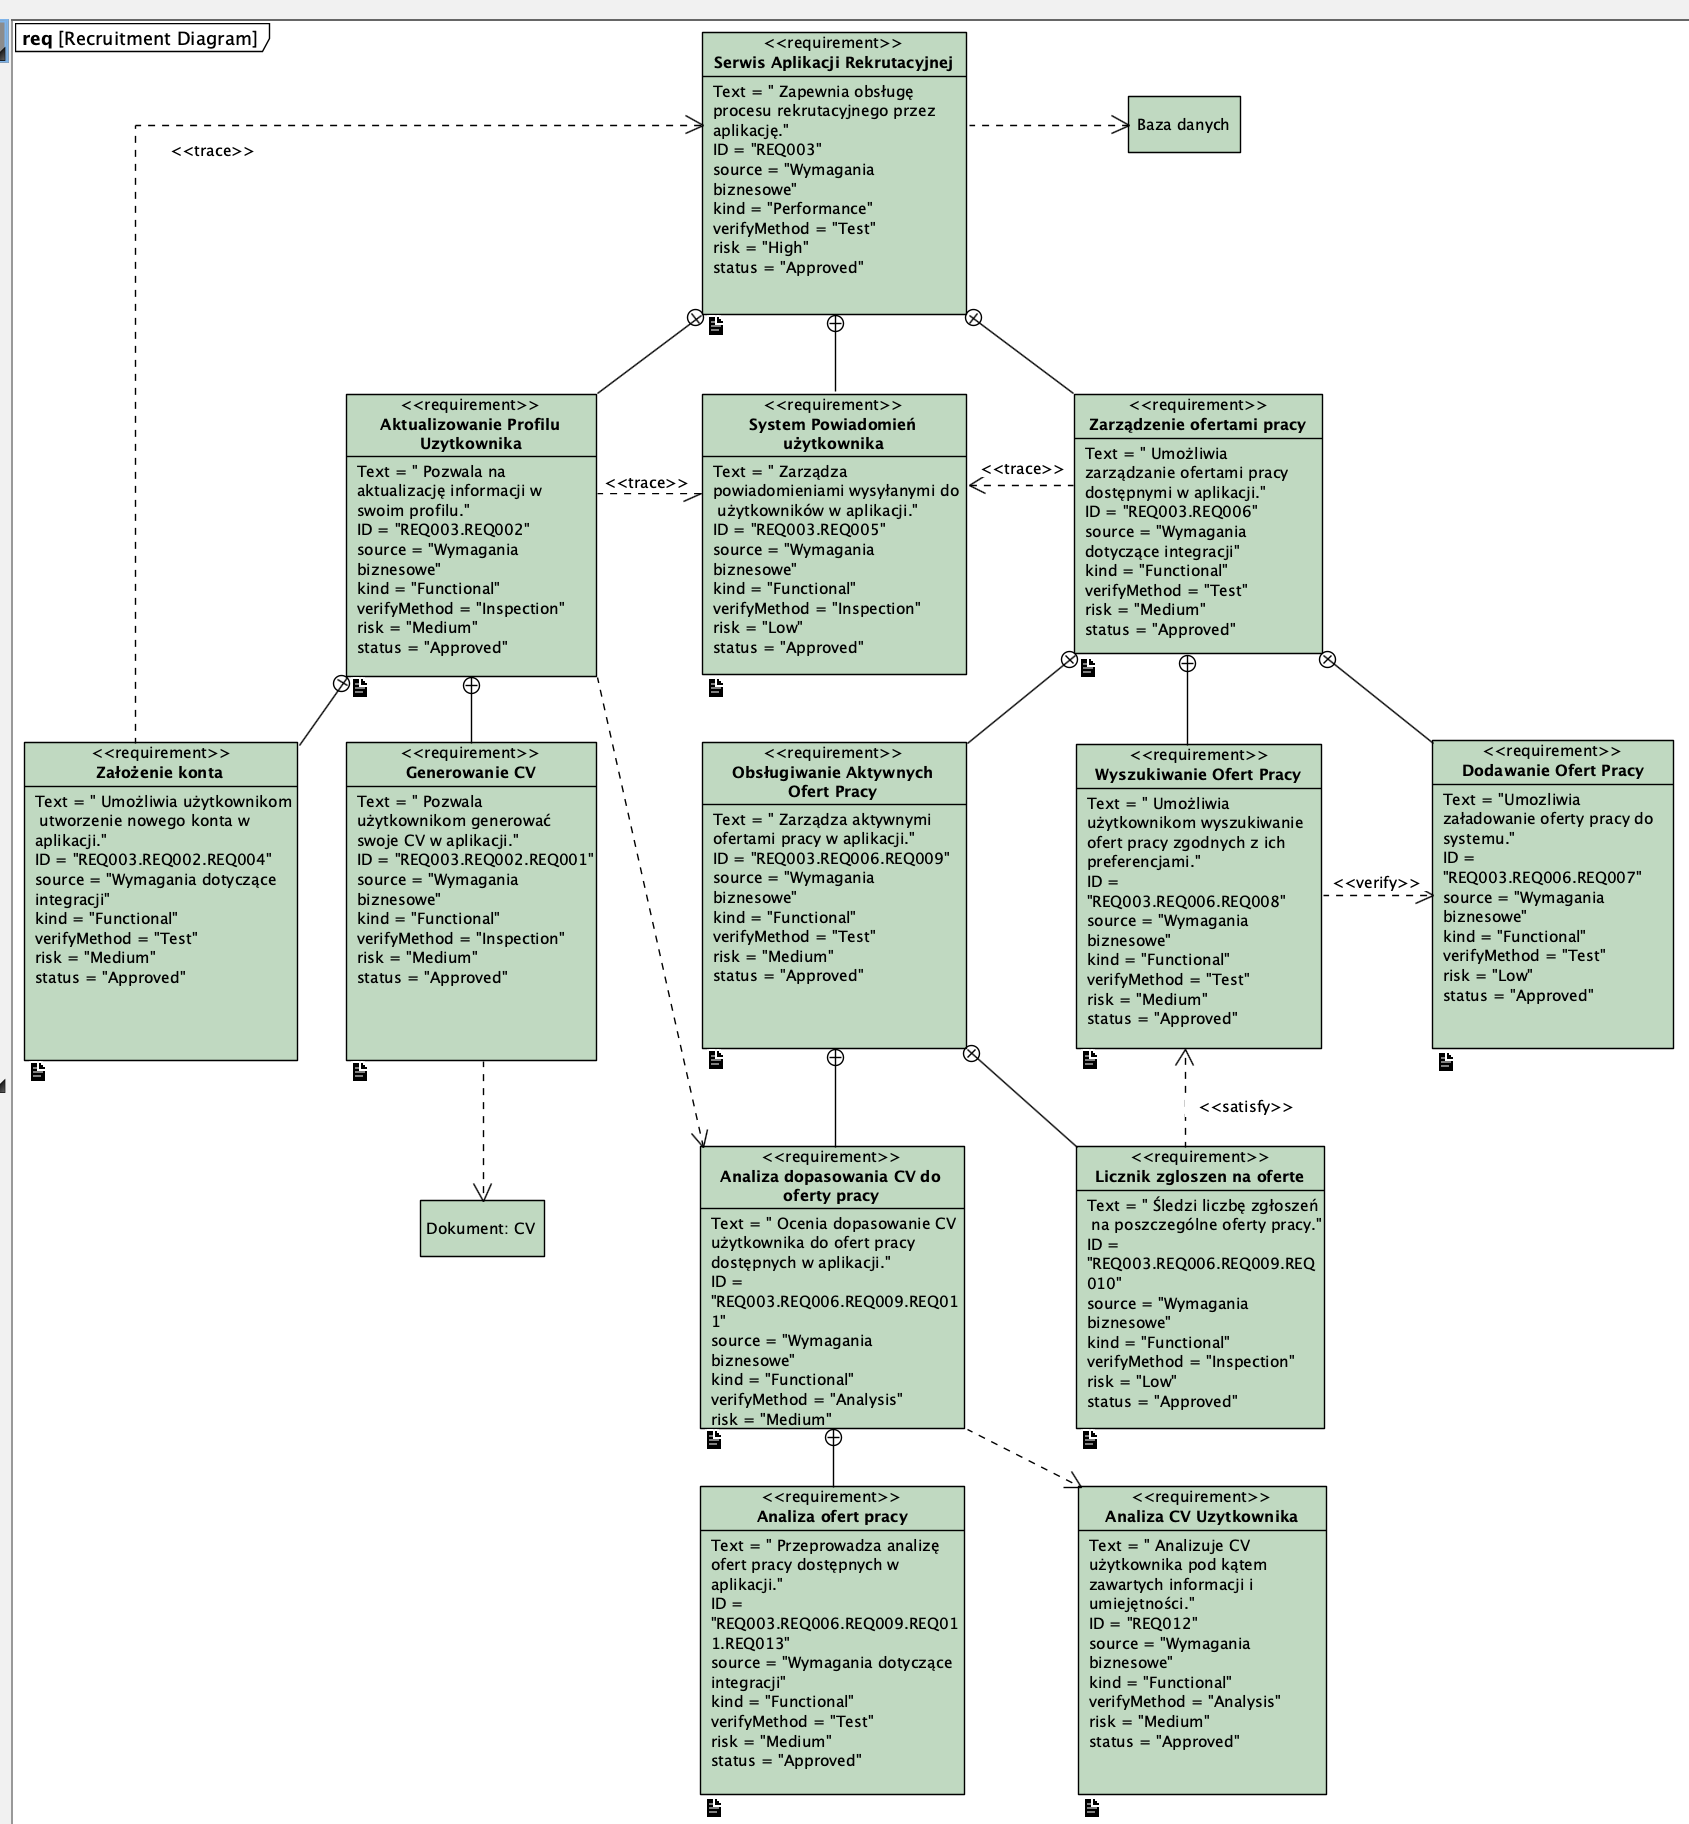 req [Recruitment Diagram]
<<requirement>>
Serwis Aplikacji Rekrutacyjnej
Text = " Zapewnia obsługę
procesu rekrutacyjnego przez
aplikację."
ID = "REQ003"
source = "Wymagania
biznesowe"
kind = "Performance"
verifyMethod = "Test"
risk = "High"
status = "Approved"
Baza danych
<<trace>>
<<requirement>>
Aktualizowanie Profilu
Uzytkownika
Text = " Pozwala na
aktualizację informacji w
swoim profilu."
ID = "REQ003.REQ002"
source = "Wymagania
biznesowe"
kind = "Functional"
verifyMethod = "Inspection"
risk = "Medium"
status = "Approved"
<<trace>>
<<requirement>>
System Powiadomień
użytkownika
Text = " Zarządza
powiadomieniami wysyłanymi do
użytkowników w aplikacji."
ID = "REQ003.REQ005"
source = "Wymagania
biznesowe"
kind = "Functional"
verifyMethod = "Inspection"
risk = "Low"
status = "Approved"
<<trace>>
<<requirement>>
Zarządzenie ofertami pracy
Text = " Umożliwia
zarządzanie ofertami pracy
dostępnymi w aplikacji."
ID = "REQ003.REQ006"
source = "Wymagania
dotyczące integracji"
kind = "Functional"
verifyMethod = "Test"
risk = "Medium"
status = "Approved"
<<requirement>>
Założenie konta
Text = " Umożliwia użytkownikom
utworzenie nowego konta w
aplikacji."
ID = "REQ003.REQ002.REQ004"
source = "Wymagania dotyczące
integracji"
kind = "Functional"
verifyMethod = "Test"
risk = "Medium"
status = "Approved"
<<requirement>>
Generowanie CV
Text = " Pozwala
użytkownikom generować
swoje CV w aplikacji."
ID = "REQ003.REQ002.REQ001"
source = "Wymagania
biznesowe"
kind = "Functional"
verifyMethod = "Inspection"
risk = "Medium"
status = "Approved"
<<requirement>>
Obsługiwanie Aktywnych
Ofert Pracy
Text = " Zarządza aktywnymi
ofertami pracy w aplikacji."
ID = "REQ003.REQ006.REQ009"
source = "Wymagania
biznesowe"
kind = "Functional"
verifyMethod = "Test"
risk = "Medium"
status = "Approved"
<<requirement>>
Wyszukiwanie Ofert Pracy
Text = " Umożliwia
użytkownikom wyszukiwanie
ofert pracy zgodnych z ich
preferencjami."
ID =
"REQ003.REQ006.REQ008"
source = "Wymagania
biznesowe"
kind = "Functional"
verifyMethod = "Test"
risk = "Medium"
status = "Approved"
<<verify>>
<<requirement>>
Dodawanie Ofert Pracy
Text = "Umozliwia
załadowanie oferty pracy do
systemu."
ID =
"REQ003.REQ006.REQ007"
source = "Wymagania
biznesowe"
kind = "Functional"
verifyMethod = "Test"
risk = "Low"
status = "Approved"
<<satisfy>>
Dokument: CV
<<requirement>>
Analiza dopasowania CV do
oferty pracy
Text = " Ocenia dopasowanie CV
użytkownika do ofert pracy
dostępnych w aplikacji."
ID =
"REQ003.REQ006.REQ009.REQ01
1"
source = "Wymagania
biznesowe"
kind = "Functional"
verifyMethod = "Analysis"
risk = "Medium"
<<requirement>>
Licznik zgloszen na oferte
Text = " Śledzi liczbę zgłoszeń
na poszczególne oferty pracy."
ID =
"REQ003.REQ006.REQ009.REQ
010"
source = "Wymagania
biznesowe"
kind = "Functional"
verifyMethod = "Inspection"
risk = "Low"
status = "Approved"
<<requirement>>
Analiza ofert pracy
Text = " Przeprowadza analizę
ofert pracy dostępnych w
aplikacji."
ID =
"REQ003.REQ006.REQ009.REQ01
1.REQ013"
source = "Wymagania dotyczące
integracji"
kind = "Functional"
verifyMethod = "Test"
risk = "Medium"
status = "Approved"
<<requirement>>
Analiza CV Uzytkownika
Text = " Analizuje CV
użytkownika pod kątem
zawartych informacji i
umiejętności."
ID = "REQ012"
source = "Wymagania
biznesowe"
kind = "Functional"
verifyMethod = "Analysis"
risk = "Medium"
status = "Approved"